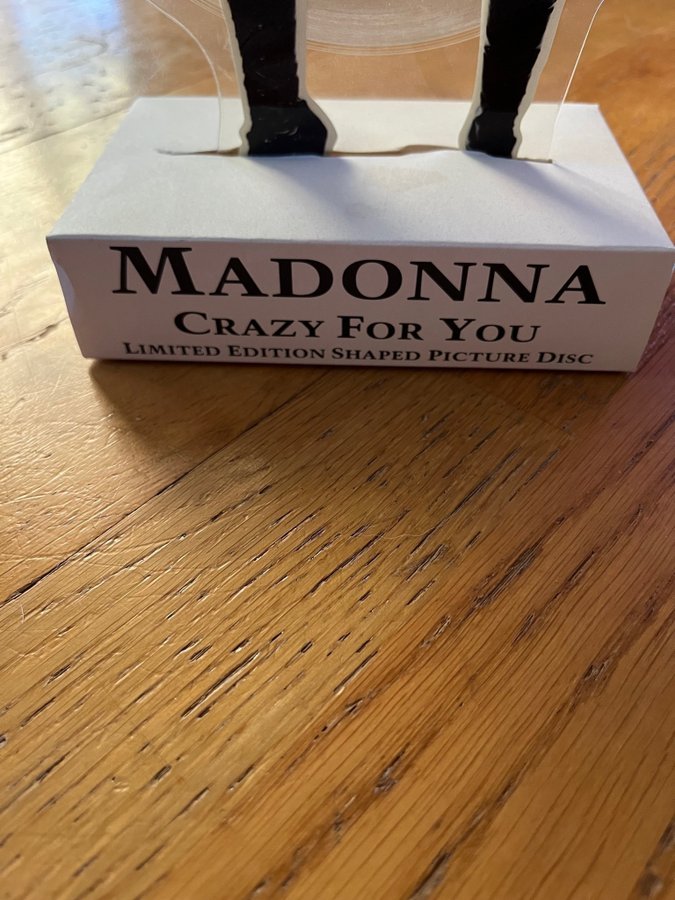 MADONNA
CRAZY FOR YOU
LIMITED EDITION SHAPED PICTURE DISC